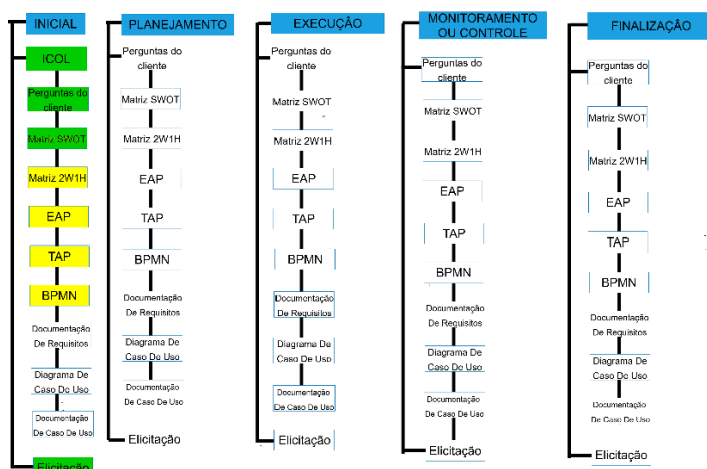 INICIAL
ICOL
Perguntas do
cliente
Matriz SWOT
Matriz 2W1H
EAP
TAP
BPMN
Documentação
De Requisitos
Diagrama De
Caso De Uso
Documentação
De Caso De Uso
Elicitação
PLANEJAMENTO
Perguntas do
cliente
Matriz SWOT
Matriz 2W1H
EAP
TAP
BPMN
Documentação
De Requisitos
Diagrama De
Caso De Uso
Documentação
De Caso De Uso
Elicitação
EXECUÇÃO
Perguntas do
cliente
Matriz SWOT
Matriz 2W1H
EAP
TAP
BPMN
Documentação
De Requisitos
Diagrama De
Caso De Uso
Documentação
De Caso De Uso
Elicitação
MONITORAMENTO
OU CONTROLE
Perguntas do
cliente
Matriz SWOT
Matriz 2W1H
EAP
TAP
BPMN
Documentação
De Requisitos
Diagrama De
Caso De Uso
Documentação
De Caso De Uso
Elicitação
FINALIZAÇÃO
Perguntas do
cliente
Matriz SWOT
Matriz 2W1H
EAP
TAP
BPMN
Documentação
De Requisitos
Diagrama De
Caso De Uso
Documentação
De Caso De Uso
Elicitação